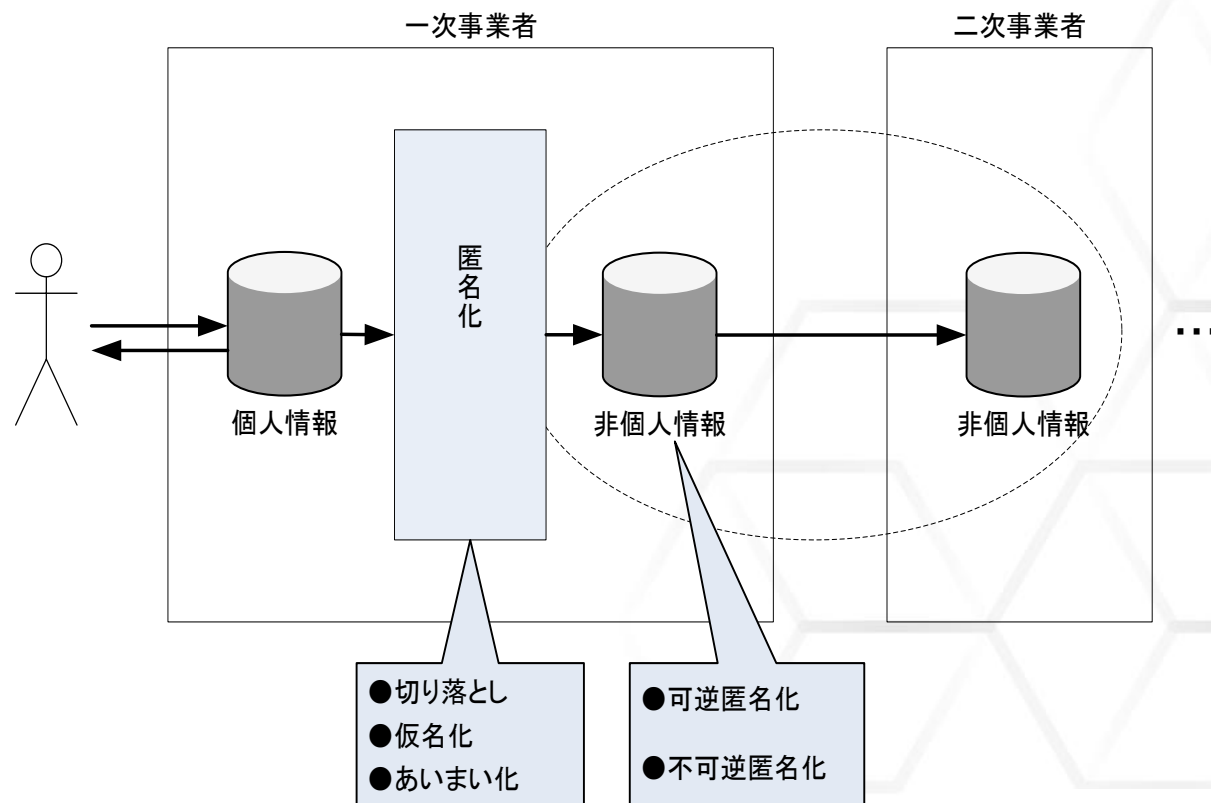 一次事業者
二次事業者
匿名化
個人情報
非個人情報
非個人情報
…
●切り落とし
●仮名化
●あいまい化
●可逆匿名化
●不可逆匿名化